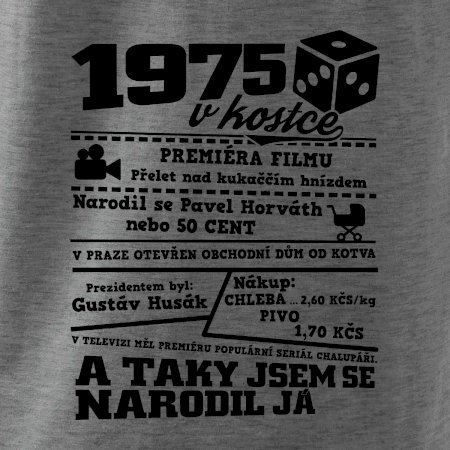 1975
v kostce
PREMIÉRA FILMU
Přelet nad kukaččím hnízdem
Narodil se Pavel Horváth
nebo 50 CENT
V PRAZE OTEVŘEN OBCHODNÍ DŮM OD KOTVA
Prezidentem byl:
Gustáv Husák
Nákup:
CHLEBA ... 2,60 KČS/kg
PIVO
1,70 KČS
V TELEVIZI MĚL PREMIÉRU POPULÁRNÍ SERIÁL CHALUPÁŘI.
A TAKY JSEM SE
NARODIL JÁ